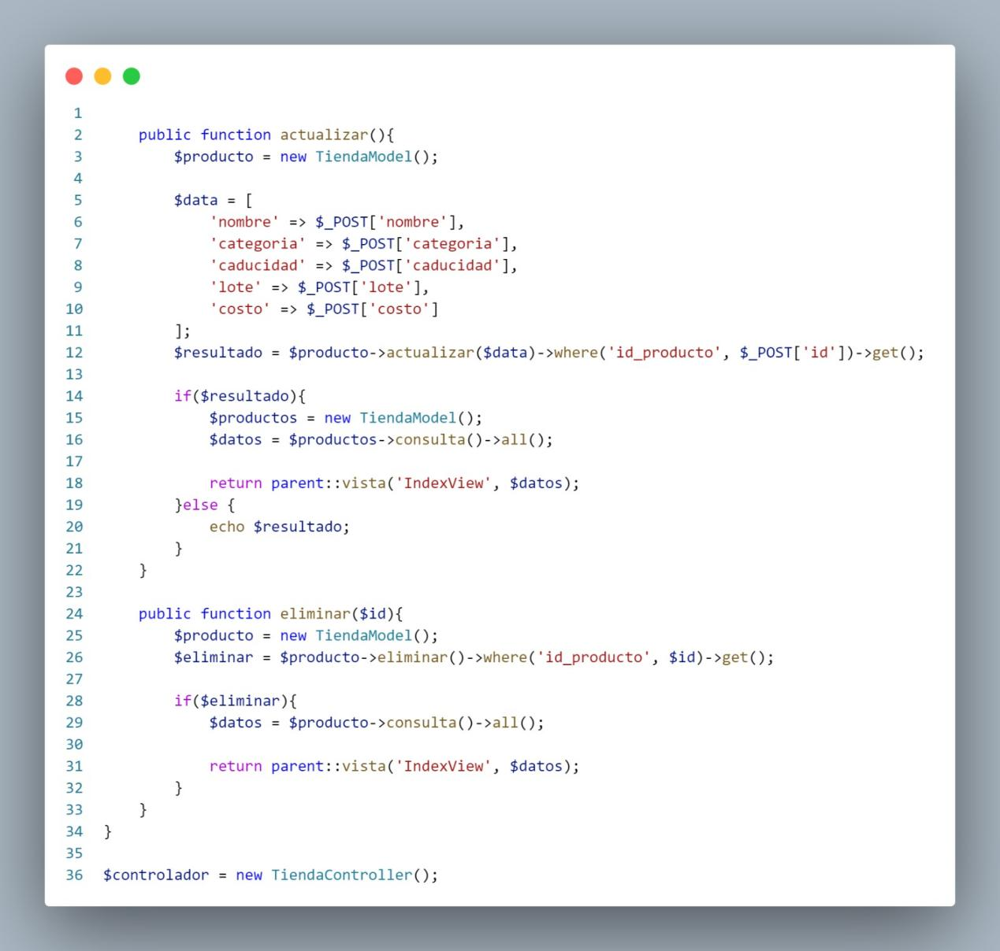 1
2 public function actualizar(){
3 $producto = new TiendaModel();
4
5 $data = [
6 'nombre' => $_POST['nombre'],
7 'categoria' => $_POST['categoria'],
8 'caducidad' => $_POST['caducidad'],
9 'lote' => $_POST['lote'],
10 'costo' => $_POST['costo']
11 ];
12 $resultado = $producto->actualizar($data)->where('id_producto', $_POST['id'])->get();
13
14 if($resultado){
15 $productos = new TiendaModel();
16 $datos = $productos->consulta()->all();
17
18 return parent::vista('IndexView', $datos);
19 }else {
20 echo $resultado;
21 }
22 }
23
24 public function eliminar($id){
25 $producto = new TiendaModel();
26 $eliminar = $producto->eliminar()->where('id_producto', $id)->get();
27
28 if($eliminar){
29 $datos = $producto->consulta()->all();
30
31 return parent::vista('IndexView', $datos);
32 }
33 }
34 }
35
36 $controlador = new TiendaController();